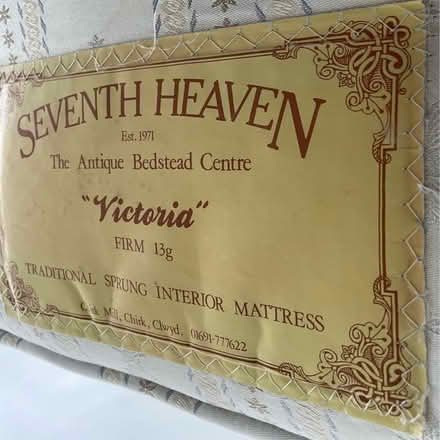 SEVENTH HEAVEN
Est. 1971
The Antique Bedstead Centre
"Victoria"
FIRM 13g
TRADITIONAL SPRUNG INTERIOR MATTRESS
Mill, Chirk, Clwyd, 01691-777622